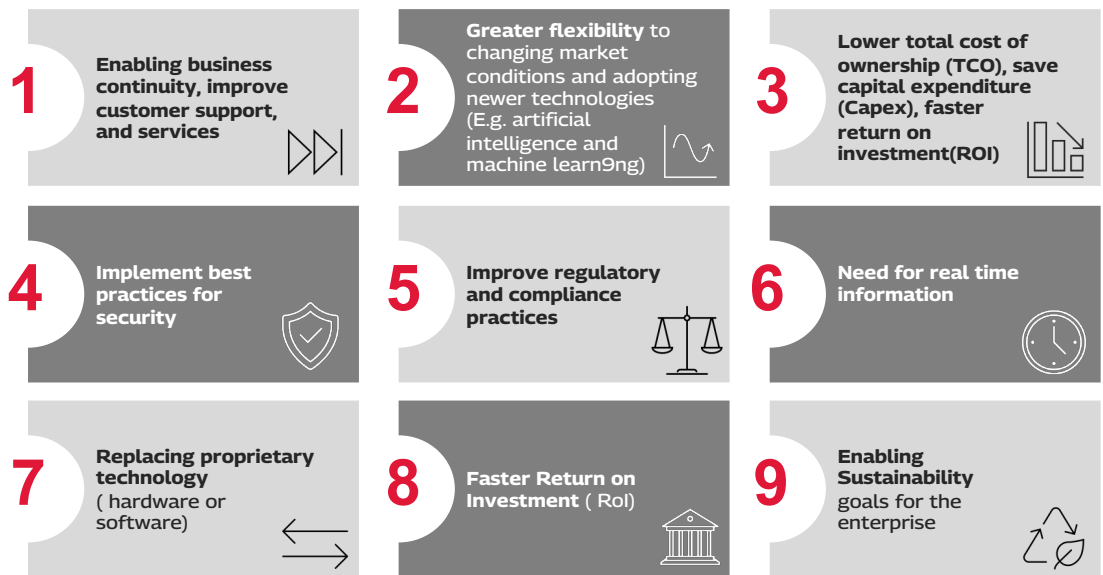 1
Enabling business
continuity, improve
customer support,
and services
2
Greater flexibility to
changing market
conditions and adopting
newer technologies
(E.g. artificial
intelligence and
machine learn9ng)
3
Lower total cost of
ownership (TCO), save
capital expenditure
(Capex), faster
return on
investment(ROI)
4
Implement best
practices for
security
5
Improve regulatory
and compliance
practices
6
Need for real time
information
7
Replacing proprietary
technology
( hardware or
software)
8
Faster Return on
Investment ( RoI)
9
Enabling
Sustainability
goals for the
enterprise